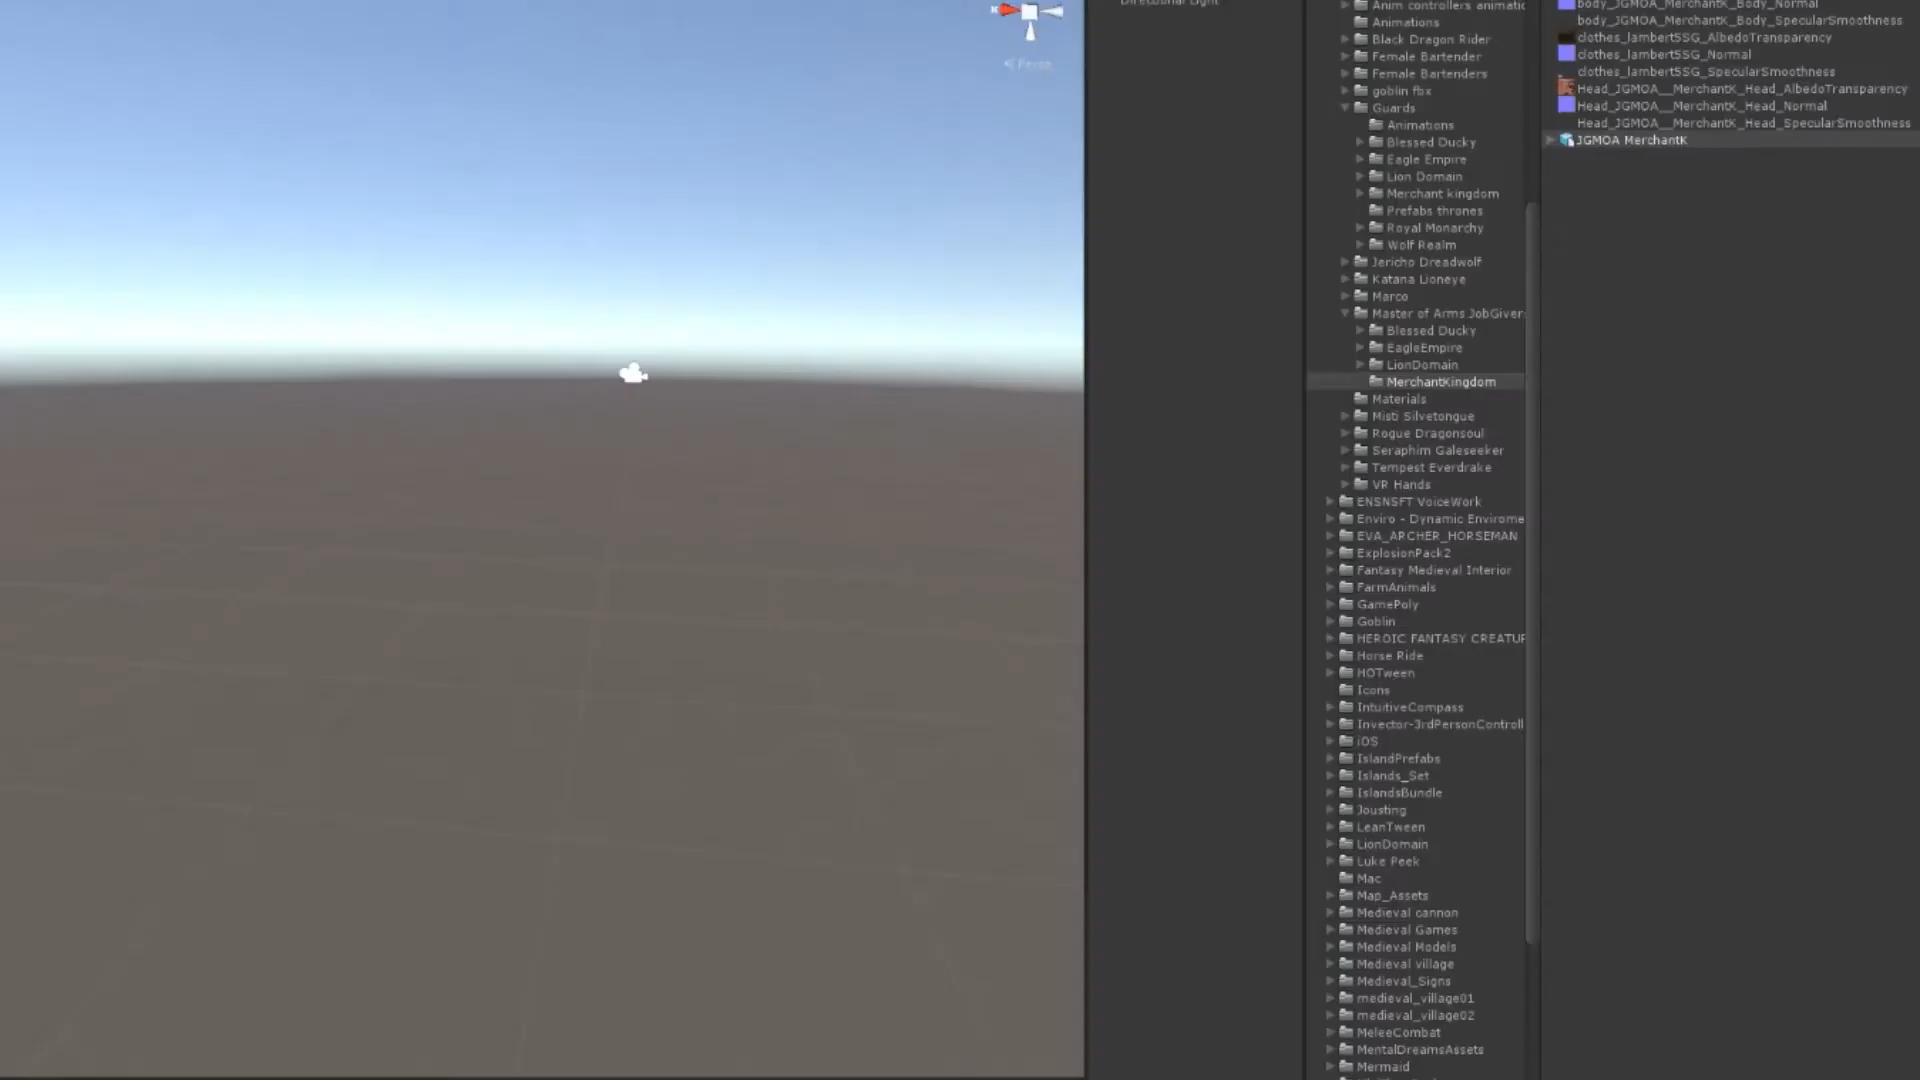 Directional Light
Persp
Anim controllers animatic
Animations
Black Dragon Rider
Female Bartender
Female Bartenders
goblin fbx
Guards
Animations
Blessed Ducky
Eagle Empire
Lion Domain
Merchant kingdom
Prefabs thrones
Royal Monarchy
Wolf Realm
Jericho Dreadwolf
Katana Lioneye
Marco
Master of Arms JobGiver
Blessed Ducky
EagleEmpire
LionDomain
MerchantKingdom
Materials
Misti Silvetongue
Rogue Dragonsoul
Seraphim Galeseeker
Tempest Everdrake
VR Hands
ENSNSFT VoiceWork
Enviro - Dynamic Envirome
EVA_ARCHER_HORSEMAN
ExplosionPack2
Fantasy Medieval Interior
FarmAnimals
GamePoly
Goblin
HEROIC FANTASY CREATUR
Horse Ride
HOTween
Icons
IntuitiveCompass
Invector-3rdPersonControll
iOS
IslandPrefabs
Islands_Set
IslandsBundle
Jousting
LeanTween
LionDomain
Luke Peek
Mac
Map_Assets
Medieval cannon
Medieval Games
Medieval Models
Medieval village
Medieval_Signs
medieval_village01
medieval_village02
MeleeCombat
MentalDreamsAssets
Mermaid
body_JGMOA_MerchantK_Body_Normal
body_JGMOA_MerchantK_Body_SpecularSmoothness
clothes_lambert5SG_AlbedoTransparency
clothes_lambert5SG_Normal
clothes_lambert5SG_SpecularSmoothness
Head_JGMOA__MerchantK_Head_AlbedoTransparency
Head_JGMOA__MerchantK_Head_Normal
Head_JGMOA__MerchantK_Head_SpecularSmoothness
JGMOA MerchantK